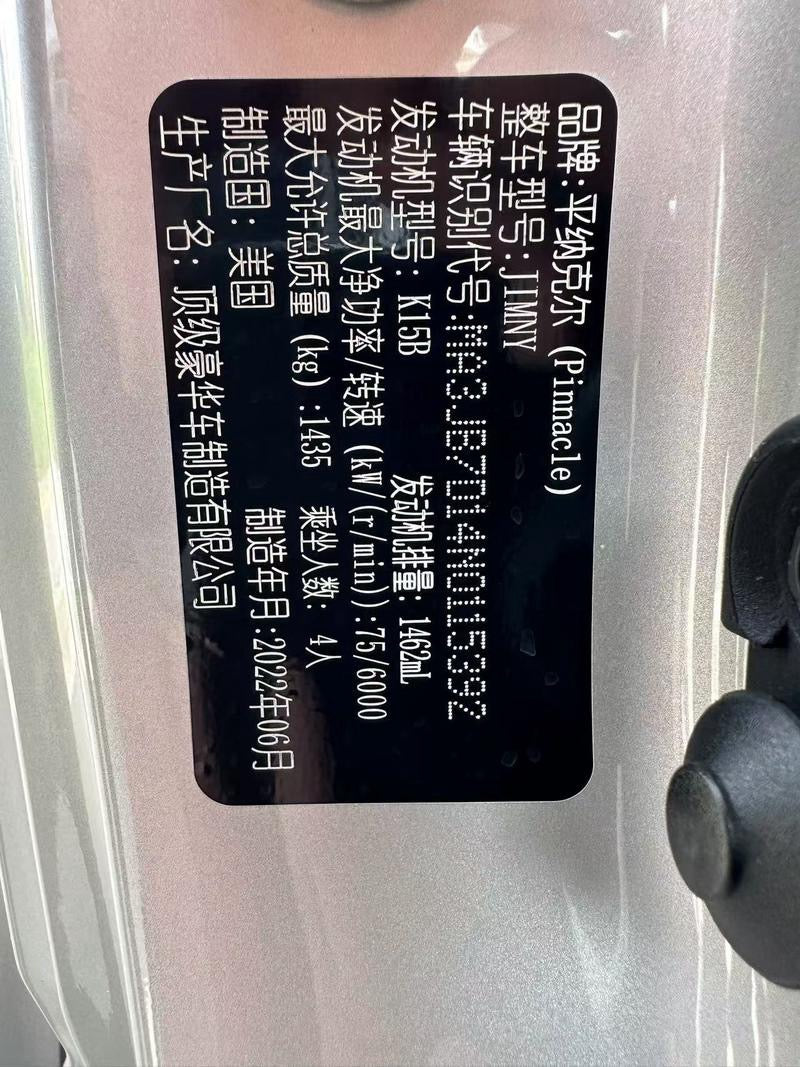 品牌:平纳克尔 (Pinnacle)
整车型号:JIMNY
车辆识别代号:MA3JB7D14N0115392
发动机型号: K15B 发动机排量: 1462mL
发动机最大净功率/转速 (kW/(r/min)):75/6000
最大允许总质量 (kg):1435 乘坐人数: 4人
制造国: 美国 制造年月:2022年06月
生产厂名: 顶级豪华车制造有限公司